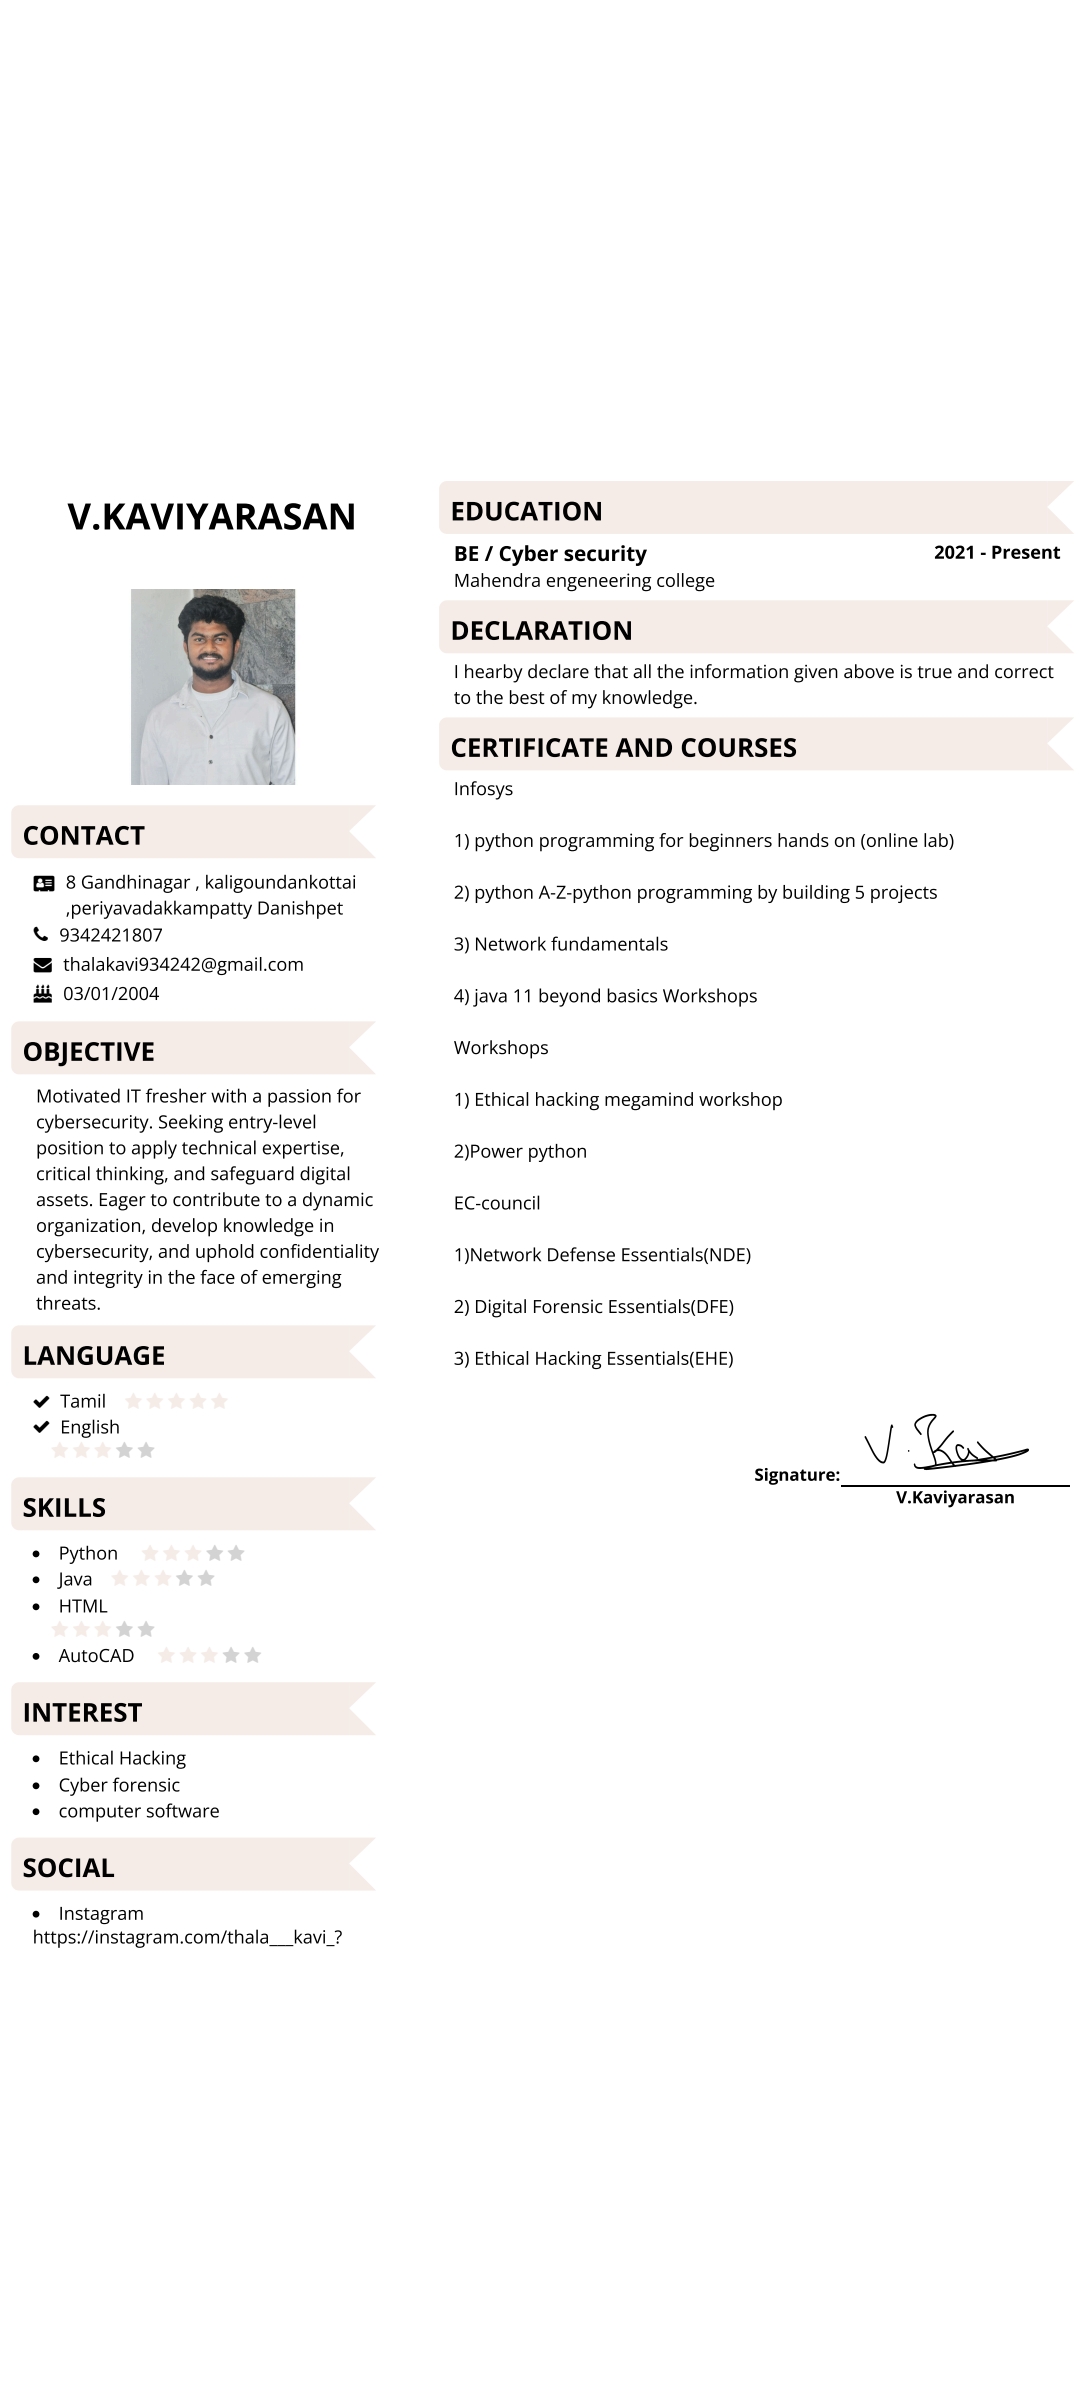 V.KAVIYARASAN
CONTACT
8 Gandhinagar , kaligoundankottai
,periyavadakkampatty Danishpet
9342421807
thalakavi934242@gmail.com
03/01/2004
OBJECTIVE
Motivated IT fresher with a passion for
cybersecurity. Seeking entry-level
position to apply technical expertise,
critical thinking, and safeguard digital
assets. Eager to contribute to a dynamic
organization, develop knowledge in
cybersecurity, and uphold confidentiality
and integrity in the face of emerging
threats.
LANGUAGE
Tamil
English
SKILLS
Python
Java
HTML
AutoCAD
INTEREST
Ethical Hacking
Cyber forensic
computer software
SOCIAL
Instagram
https://instagram.com/thala___kavi_?
EDUCATION
BE / Cyber security 2021 - Present
Mahendra engeneering college
DECLARATION
I hearby declare that all the information given above is true and correct
to the best of my knowledge.
CERTIFICATE AND COURSES
Infosys
1) python programming for beginners hands on (online lab)
2) python A-Z-python programming by building 5 projects
3) Network fundamentals
4) java 11 beyond basics Workshops
Workshops
1) Ethical hacking megamind workshop
2)Power python
EC-council
1)Network Defense Essentials(NDE)
2) Digital Forensic Essentials(DFE)
3) Ethical Hacking Essentials(EHE)
V.Kavi
Signature:
V.Kaviyarasan